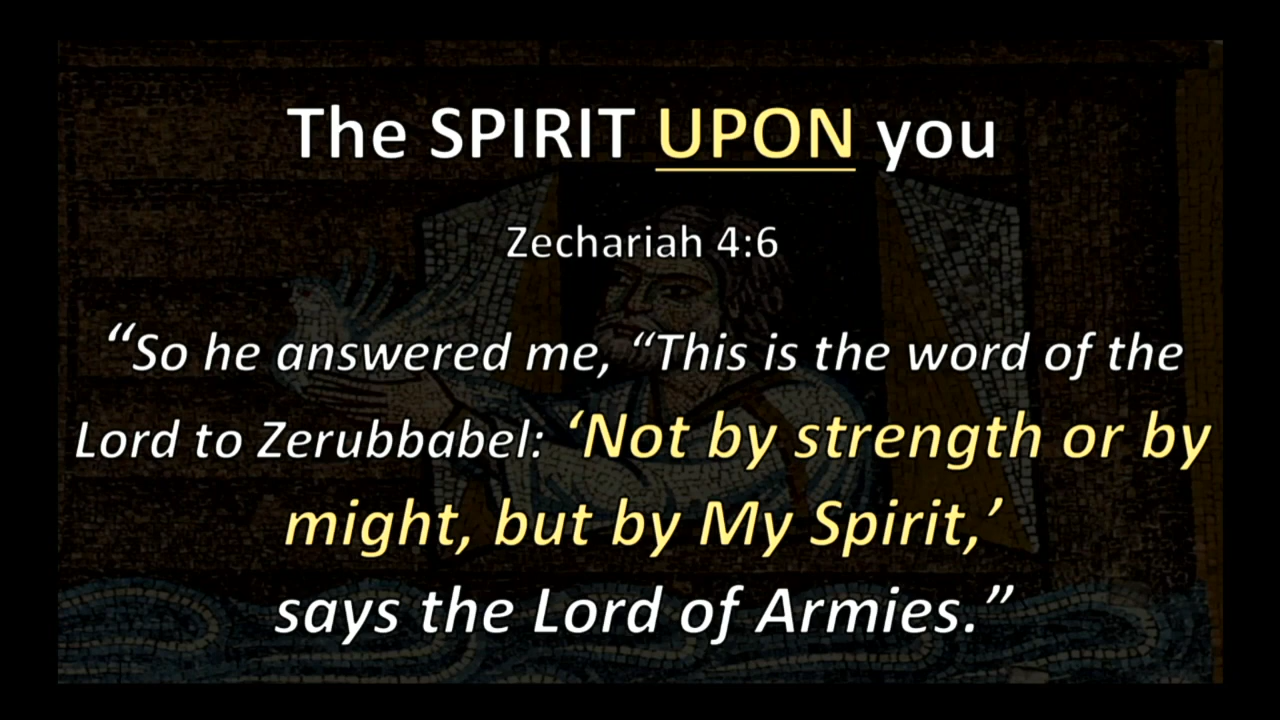 The SPIRIT UPON you
Zechariah 4:6
“So he answered me, “This is the word of the
Lord to Zerubbabel: ‘Not by strength or by
might, but by My Spirit,’
says the Lord of Armies.”